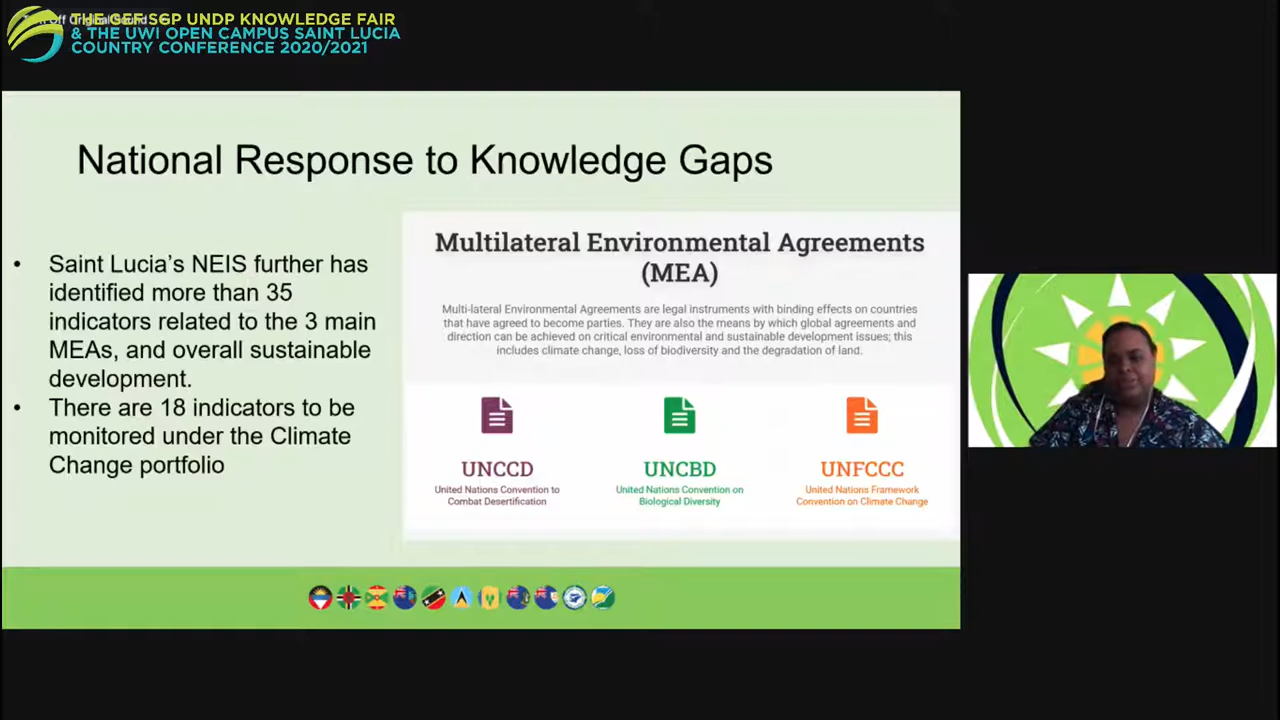 THE GEF SGP UNDP KNOWLEDGE FAIR
& THE UWI OPEN CAMPUS SAINT LUCIA
COUNTRY CONFERENCE 2020/2021
National Response to Knowledge Gaps
• Saint Lucia’s NEIS further has
identified more than 35
indicators related to the 3 main
MEAs, and overall sustainable
development.
• There are 18 indicators to be
monitored under the Climate
Change portfolio
Multilateral Environmental Agreements
(MEA)
Multi-lateral Environmental Agreements are legal instruments with binding effects on countries
that have agreed to become parties. They are also the means by which global agreements and
direction can be achieved on critical environmental and sustainable development issues; this
includes climate change, loss of biodiversity and the degradation of land.
UNCCD
United Nations Convention to
Combat Desertification
UNCBD
United Nations Convention on
Biological Diversity
UNFCCC
United Nations Framework
Convention on Climate Change